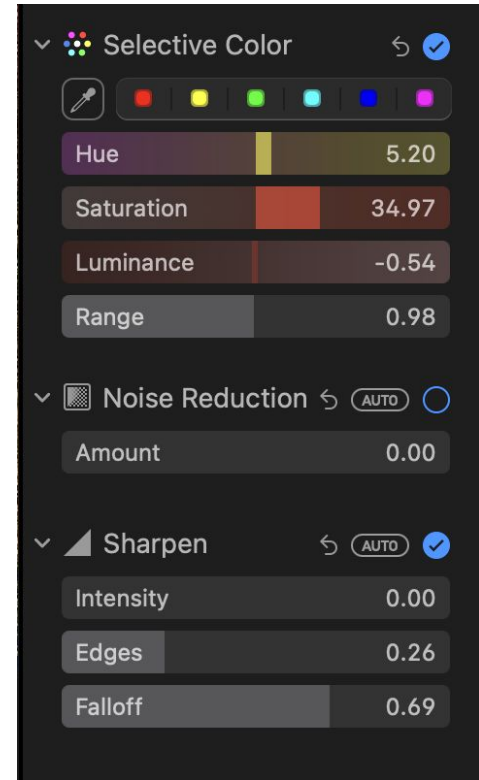 Selective Color
Hue 5.20
Saturation 34.97
Luminance -0.54
Range 0.98
Noise Reduction AUTO
Amount 0.00
Sharpen AUTO
Intensity 0.00
Edges 0.26
Falloff 0.69